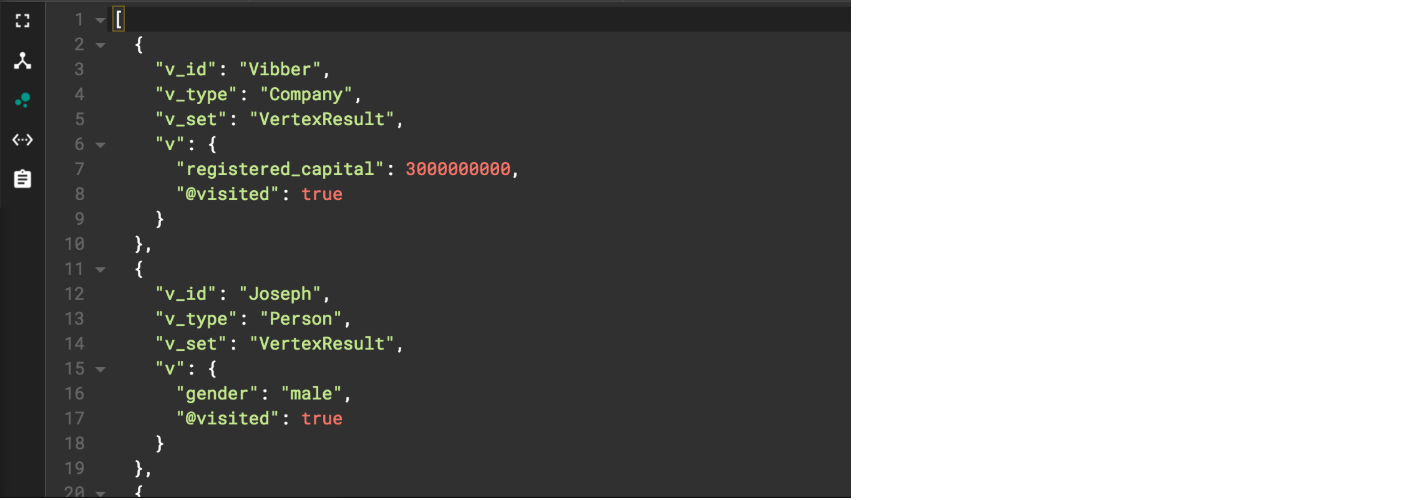 1 [
2 {
3 "v_id": "Vibber",
4 "v_type": "Company",
5 "v_set": "VertexResult",
6 "v": {
7 "registered_capital": 3000000000,
8 "@visited": true
9 }
10 },
11 {
12 "v_id": "Joseph",
13 "v_type": "Person",
14 "v_set": "VertexResult",
15 "v": {
16 "gender": "male",
17 "@visited": true
18 }
19 },
20 {